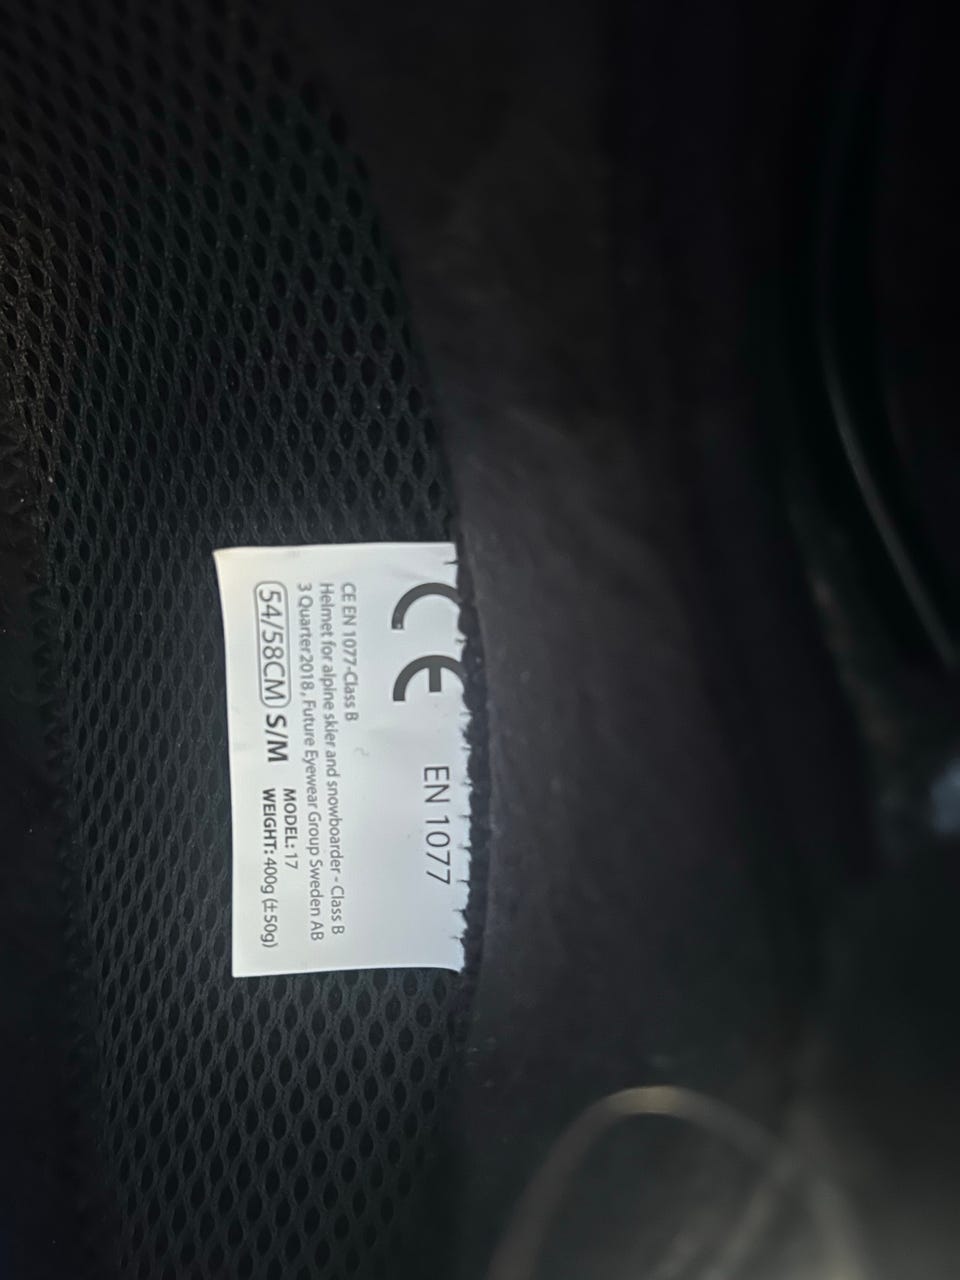 CE EN 1077
CE EN 1077-Class B
Helmet for alpine skier and snowboarder - Class B
3 Quarter 2018, Future Eyewear Group Sweden AB
54/58CM S/M MODEL: 17
WEIGHT: 400g (±50g)